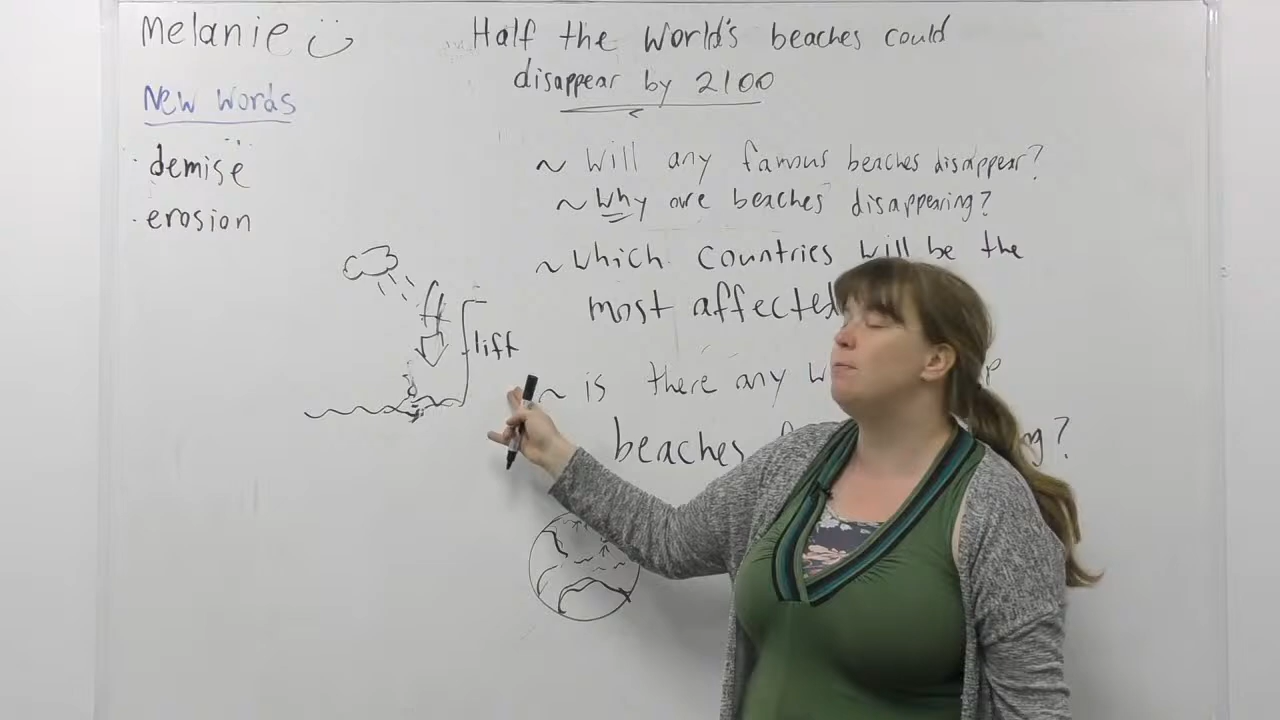 Melanie
Half the World's beaches could
disappear by 2100
New words
· demise
· erosion
~ Will any famous beaches disappear?
~ Why are beaches disappearing?
~ which countries will be the
most affected
~ is there any
beaches
liff